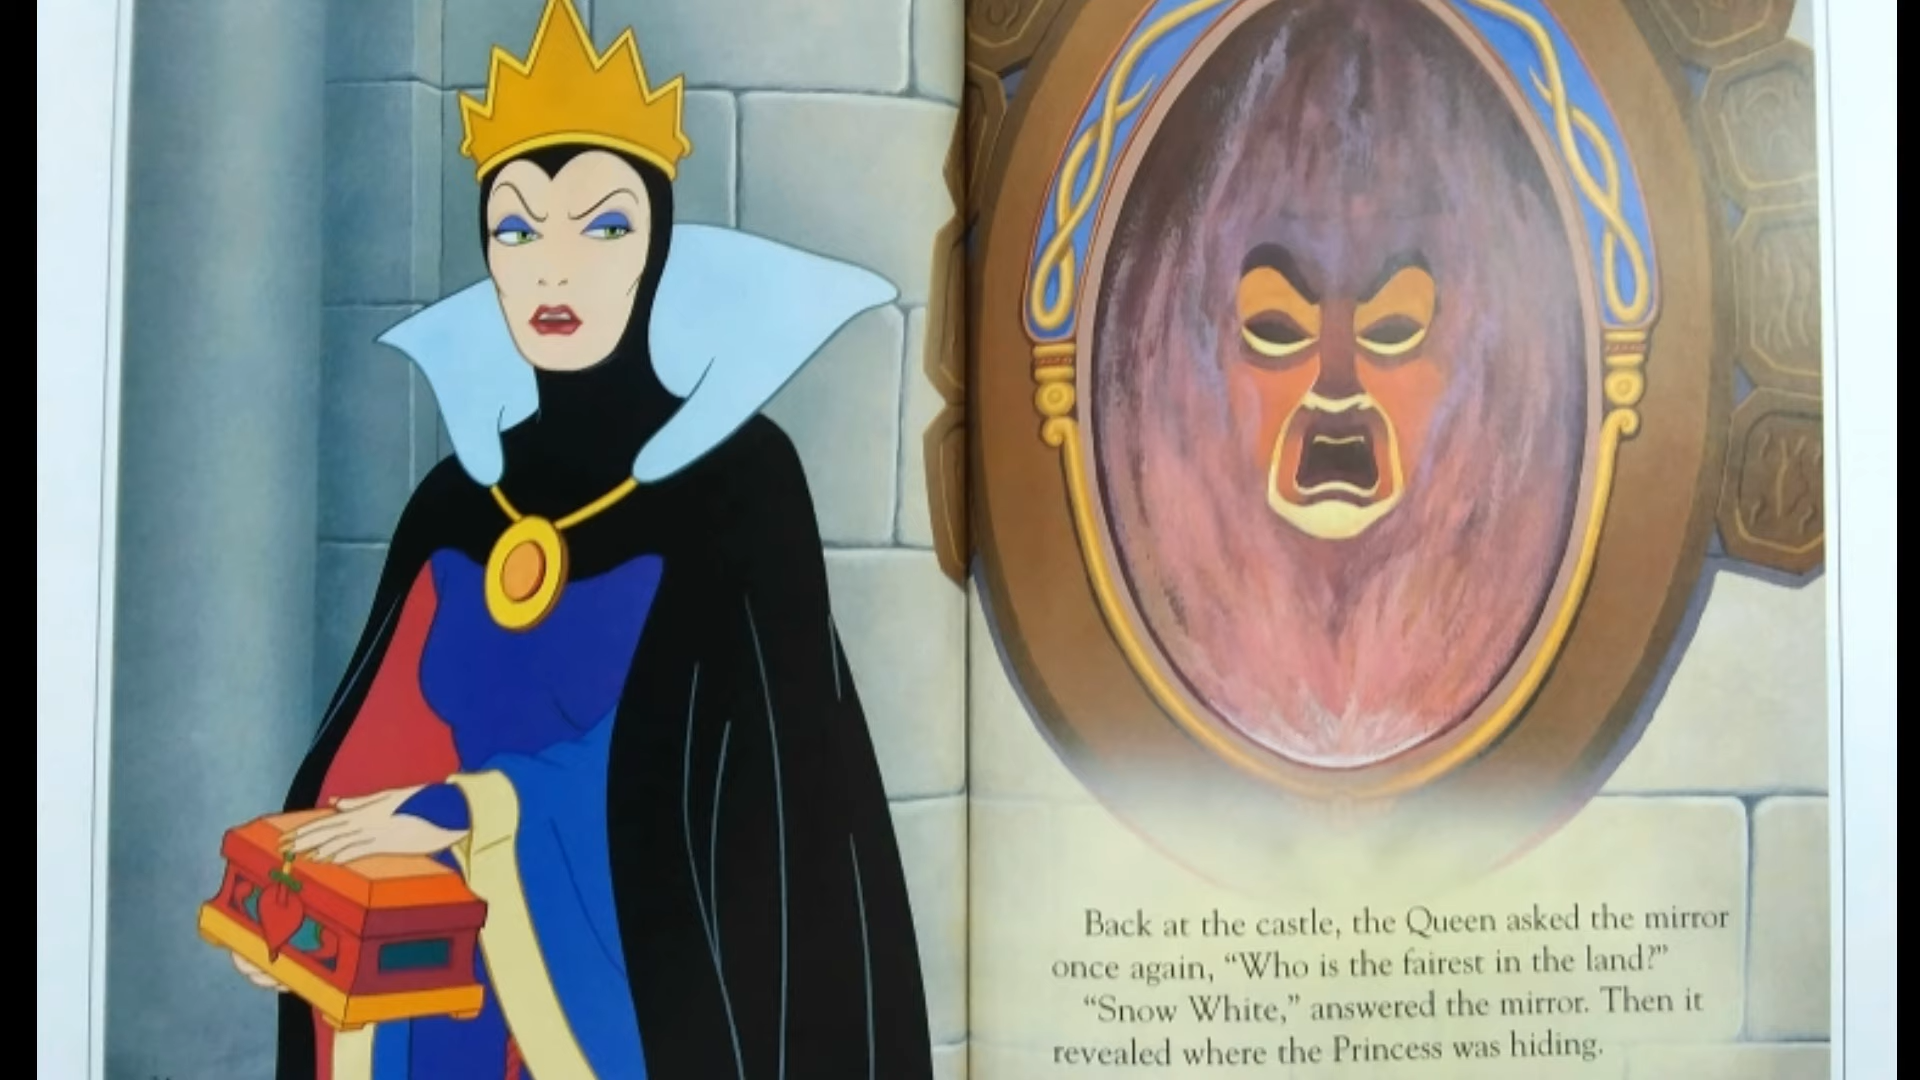 Back at the castle, the Queen asked the mirror
once again, “Who is the fairest in the land?”
“Snow White,” answered the mirror. Then it
revealed where the Princess was hiding.